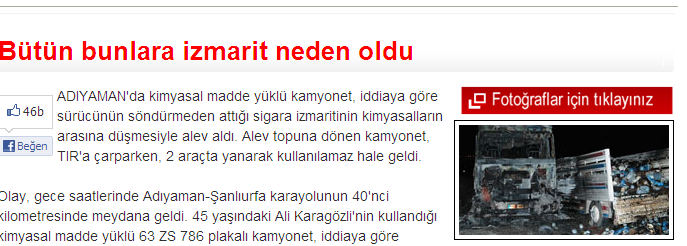 Bütün bunlara izmarit neden oldu
46b
Beğen
ADIYAMAN'da kimyasal madde yüklü kamyonet, iddiaya göre
sürücünün söndürmeden attığı sigara izmaritinin kimyasalların
arasına düşmesiyle alev aldı. Alev topuna dönen kamyonet,
TIR'a çarparken, 2 araçta yanarak kullanılamaz hale geldi.
Fotoğraflar için tıklayınız
Olay, gece saatlerinde Adıyaman-Şanlıurfa karayolunun 40'nci
kilometresinde meydana geldi. 45 yaşındaki Ali Karagözli'nin kullandığı
kimyasal madde yüklü 63 ZS 786 plakalı kamyonet, iddiaya göre